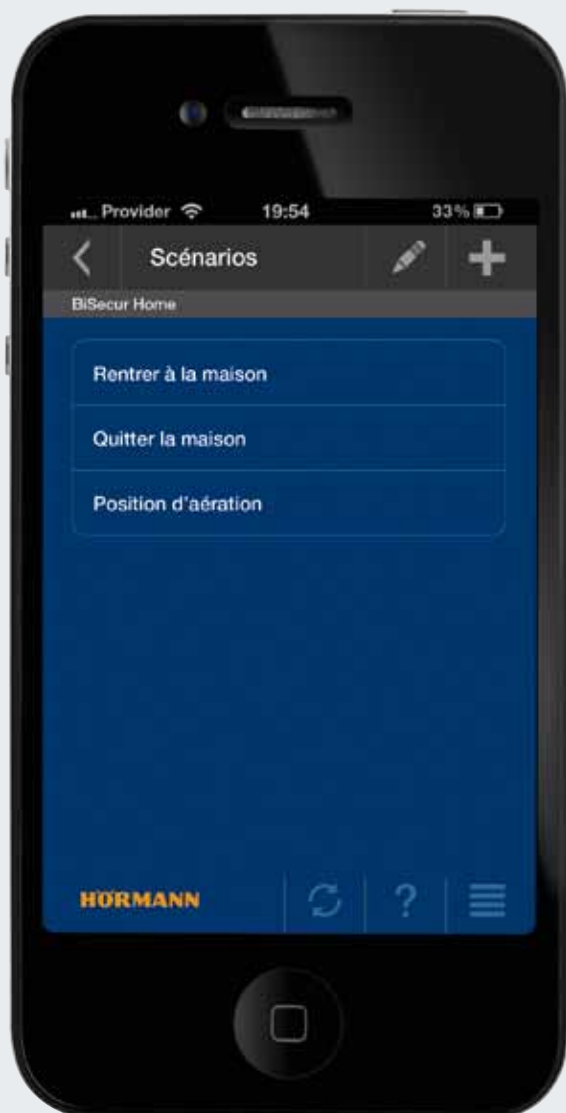 Provider 19:54 33%
Scénarios
BiSecur Home
Rentrer à la maison
Quitter la maison
Position d'aération
HÖRMANN
?